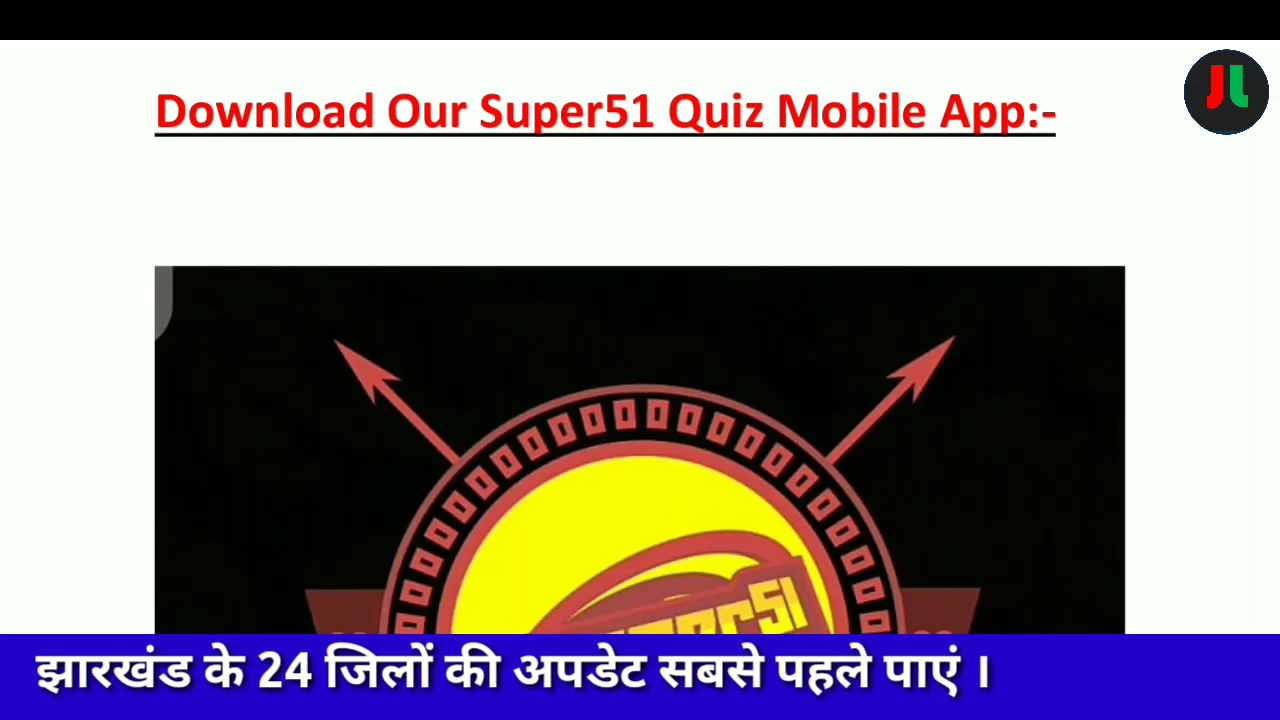 Download Our Super51 Quiz Mobile App:-
झारखंड के 24 जिलों की अपडेट सबसे पहले पाएं ।